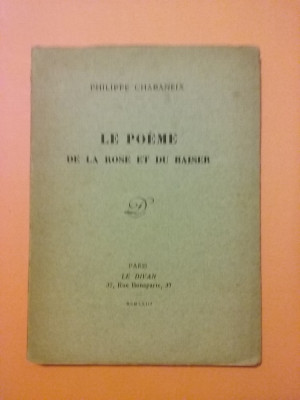 PHILIPPE CHABANEIX
LE POÈME
DE LA ROSE ET DU BAISER
D
PARIS
LE DIVAN
37, Rue Bonaparte, 37